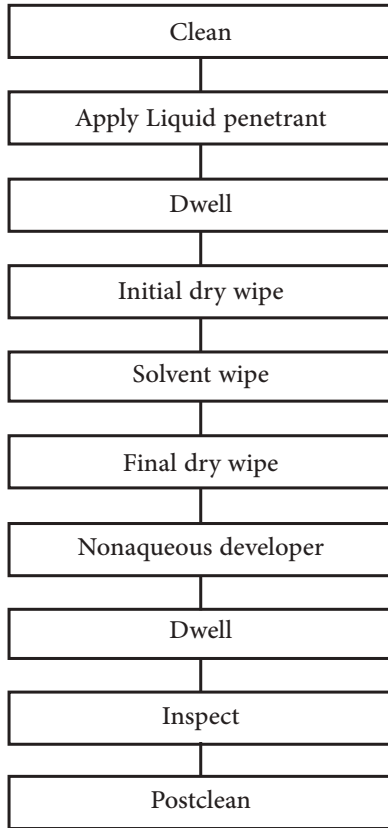 Clean
Apply Liquid penetrant
Dwell
Initial dry wipe
Solvent wipe
Final dry wipe
Nonaqueous developer
Dwell
Inspect
Postclean